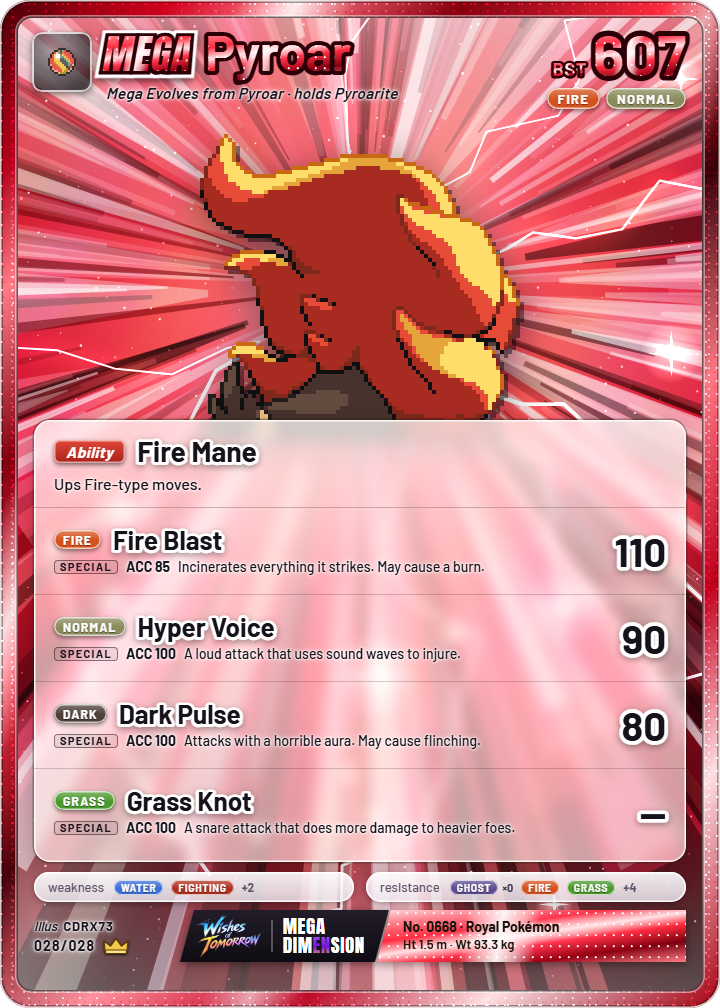 MEGA Pyroar
BST 607
Mega Evolves from Pyroar · holds Pyroarite
FIRE NORMAL
Ability Fire Mane
Ups Fire-type moves.
FIRE Fire Blast 110
SPECIAL ACC 85 Incinerates everything it strikes. May cause a burn.
NORMAL Hyper Voice 90
SPECIAL ACC 100 A loud attack that uses sound waves to injure.
DARK Dark Pulse 80
SPECIAL ACC 100 Attacks with a horrible aura. May cause flinching.
GRASS Grass Knot —
SPECIAL ACC 100 A snare attack that does more damage to heavier foes.
weakness WATER FIGHTING +2
resistance GHOST ×0 FIRE GRASS +4
Illus. CDRX73
028/028
Wishes of Tomorrow
MEGA DIMENSION
No. 0668 · Royal Pokémon
Ht 1.5 m · Wt 93.3 kg